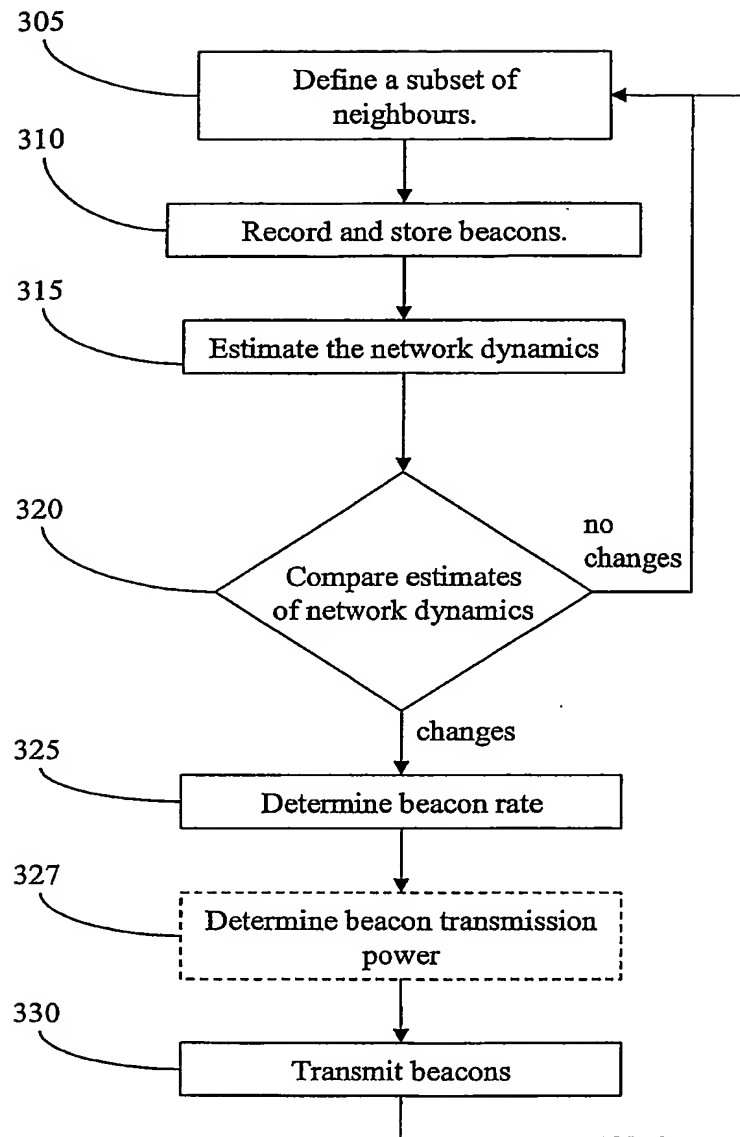 305
Define a subset of
neighbours.
310
Record and store beacons.
315
Estimate the network dynamics
320
no
changes
Compare estimates
of network dynamics
changes
325
Determine beacon rate
327
Determine beacon transmission
power
330
Transmit beacons